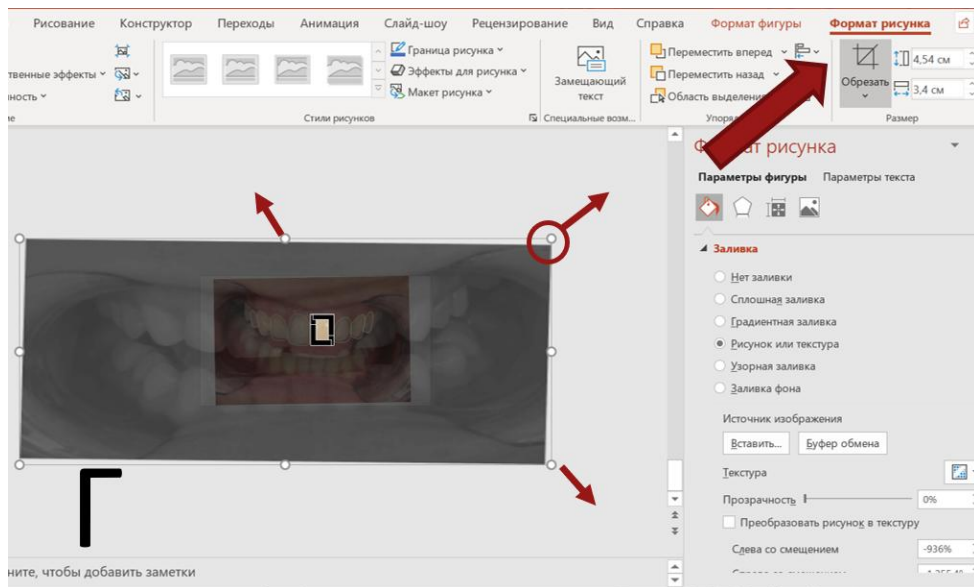 Рисование Конструктор Переходы Анимация Слайд-шоу Рецензирование Вид Справка Формат фигуры Формат рисунка
твенные эффекты
ность
Граница рисунка
Эффекты для рисунка
Макет рисунка
Стили рисунков
Замещающий
текст
Специальные возм...
Переместить вперед
Переместить назад
Область выделения
Упоряд
Обрезать
4,54 см
3,4 см
Размер
Формат рисунка
Параметры фигуры Параметры текста
Заливка
Нет заливки
Сплошная заливка
Градиентная заливка
Рисунок или текстура
Узорная заливка
Заливка фона
Источник изображения
Вставить... Буфер обмена
Текстура
Прозрачность 0%
Преобразовать рисунок в текстуру
Слева со смещением -936%
ните, чтобы добавить заметки